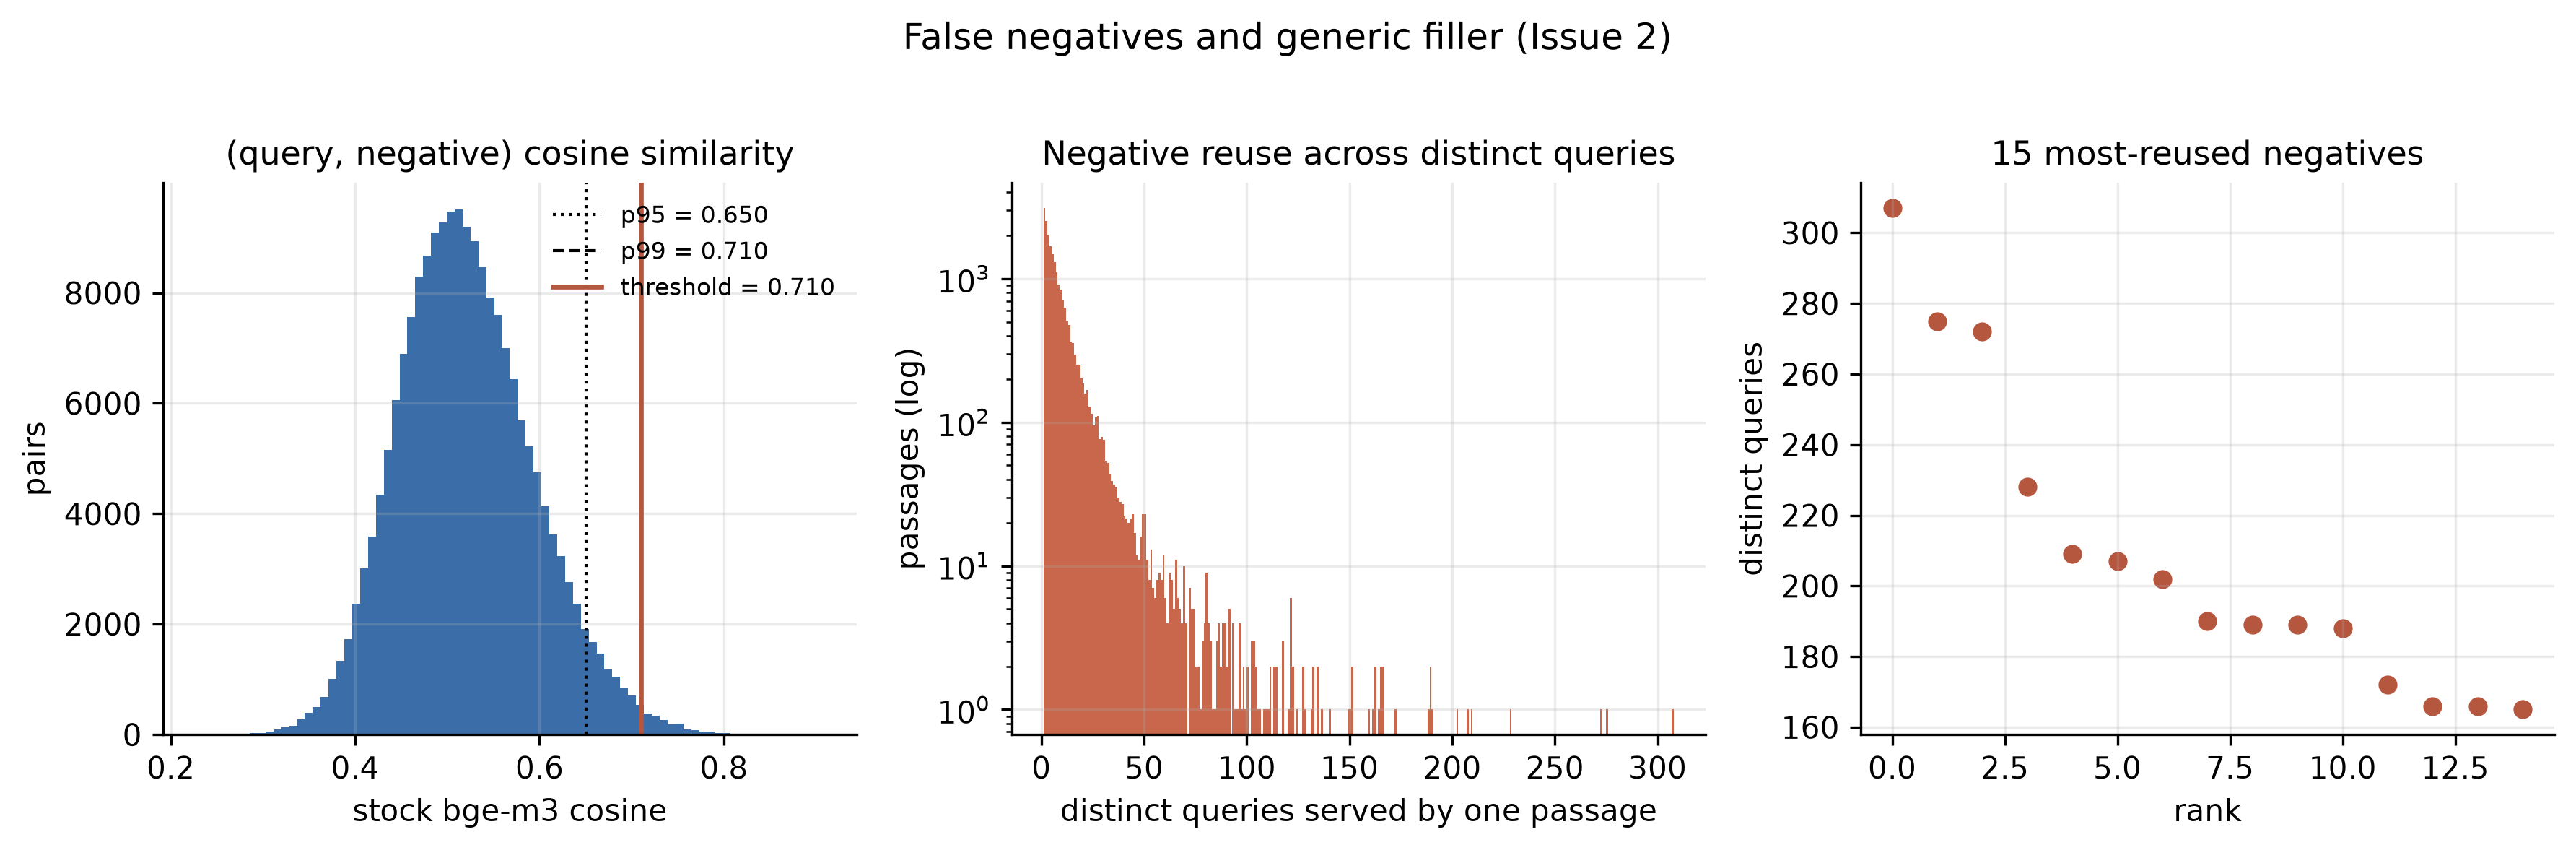 False negatives and generic filler (Issue 2)
(query, negative) cosine similarity
p95 = 0.650
p99 = 0.710
threshold = 0.710
pairs
8000
6000
4000
2000
0
0.2 0.4 0.6 0.8
stock bge-m3 cosine
Negative reuse across distinct queries
passages (log)
10³
10²
10¹
10⁰
0 50 100 150 200 250 300
distinct queries served by one passage
15 most-reused negatives
distinct queries
300
280
260
240
220
200
180
160
0.0 2.5 5.0 7.5 10.0 12.5
rank